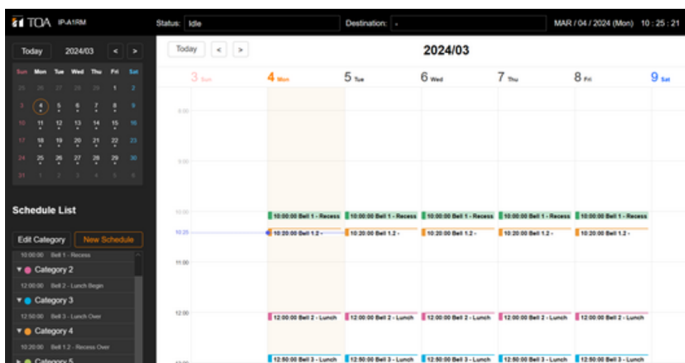 TOA IP-A1RM Status: Idle Destination: - MAR / 04 / 2024 (Mon) 10 : 25 : 21
Today 2024/03 < >
Sun Mon Tue Wed Thu Fri Sat
25 26 27 28 29 1 2
3 4 5 6 7 8 9
10 11 12 13 14 15 16
17 18 19 20 21 22 23
24 25 26 27 28 29 30
31 1 2 3 4 5 6
Schedule List
Edit Category New Schedule
10:00:00 Bell 1 - Recess
Category 2
12:00:00 Bell 2 - Lunch Begin
Category 3
12:50:00 Bell 3 - Lunch Over
Category 4
10:20:00 Bell 1.2 - Recess Over
Category 5
Today < > 2024/03
3 Sun 4 Mon 5 Tue 6 Wed 7 Thu 8 Fri 9 Sat
8:00
9:00
10:00
10:00:00 Bell 1 - Recess 10:00:00 Bell 1 - Recess 10:00:00 Bell 1 - Recess 10:00:00 Bell 1 - Recess 10:00:00 Bell 1 - Recess
10:25 10:20:00 Bell 1.2 - 10:20:00 Bell 1.2 - 10:20:00 Bell 1.2 - 10:20:00 Bell 1.2 - 10:20:00 Bell 1.2 -
11:00
12:00
12:00:00 Bell 2 - Lunch 12:00:00 Bell 2 - Lunch 12:00:00 Bell 2 - Lunch 12:00:00 Bell 2 - Lunch 12:00:00 Bell 2 - Lunch
12:50:00 Bell 3 - Lunch 12:50:00 Bell 3 - Lunch 12:50:00 Bell 3 - Lunch 12:50:00 Bell 3 - Lunch 12:50:00 Bell 3 - Lunch